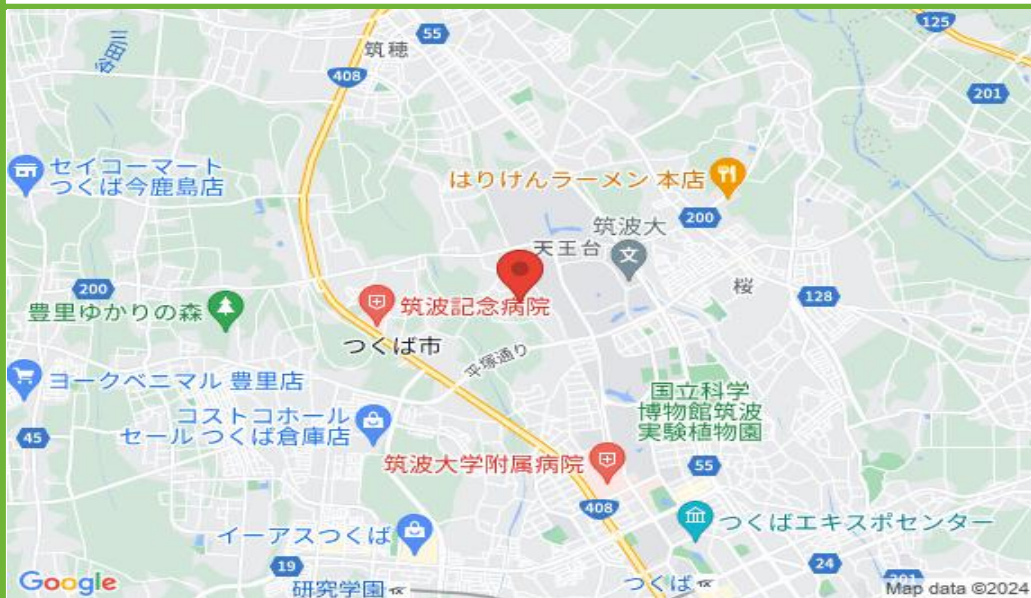 125
55
筑穂
408
201
セイコーマート
つくば今鹿島店
はりけんラーメン 本店
200
筑波大
天王台
桜
200
128
豊里ゆかりの森
筑波記念病院
つくば市
平塚通り
ヨークベニマル 豊里店
国立科学
博物館筑波
実験植物園
コストコホール
セール つくば倉庫店
45
筑波大学附属病院
55
408
つくばエキスポセンター
イーアスつくば
24
19
201
Google
研究学園
つくば
Map data ©2024